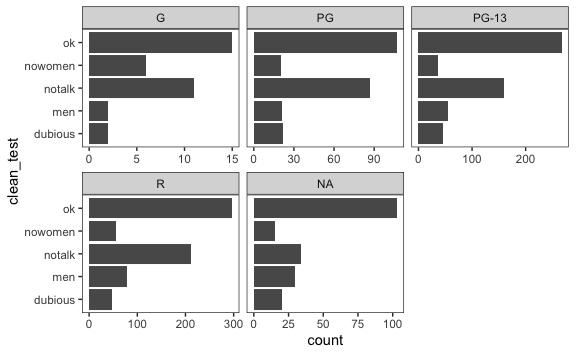 G PG PG-13
ok
nowomen
notalk
men
dubious
0 5 10 15 0 30 60 90 0 100 200
clean_test
R NA
ok
nowomen
notalk
men
dubious
0 100 200 300 0 25 50 75 100
count